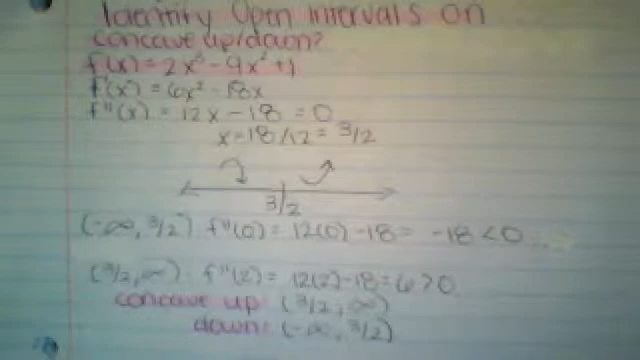 Identify Open intervals on
concave up/down?
f(x) = 2x³ - 9x² + 1
f'(x) = 6x² - 18x
f''(x) = 12x - 18 = 0
x = 18/12 = 3/2
3/2
(-∞, 3/2) f''(0) = 12(0) - 18 = -18 < 0
(3/2, ∞) f''(2) = 12(2) - 18 = 6 > 0
concave up: (3/2, ∞)
down: (-∞, 3/2)